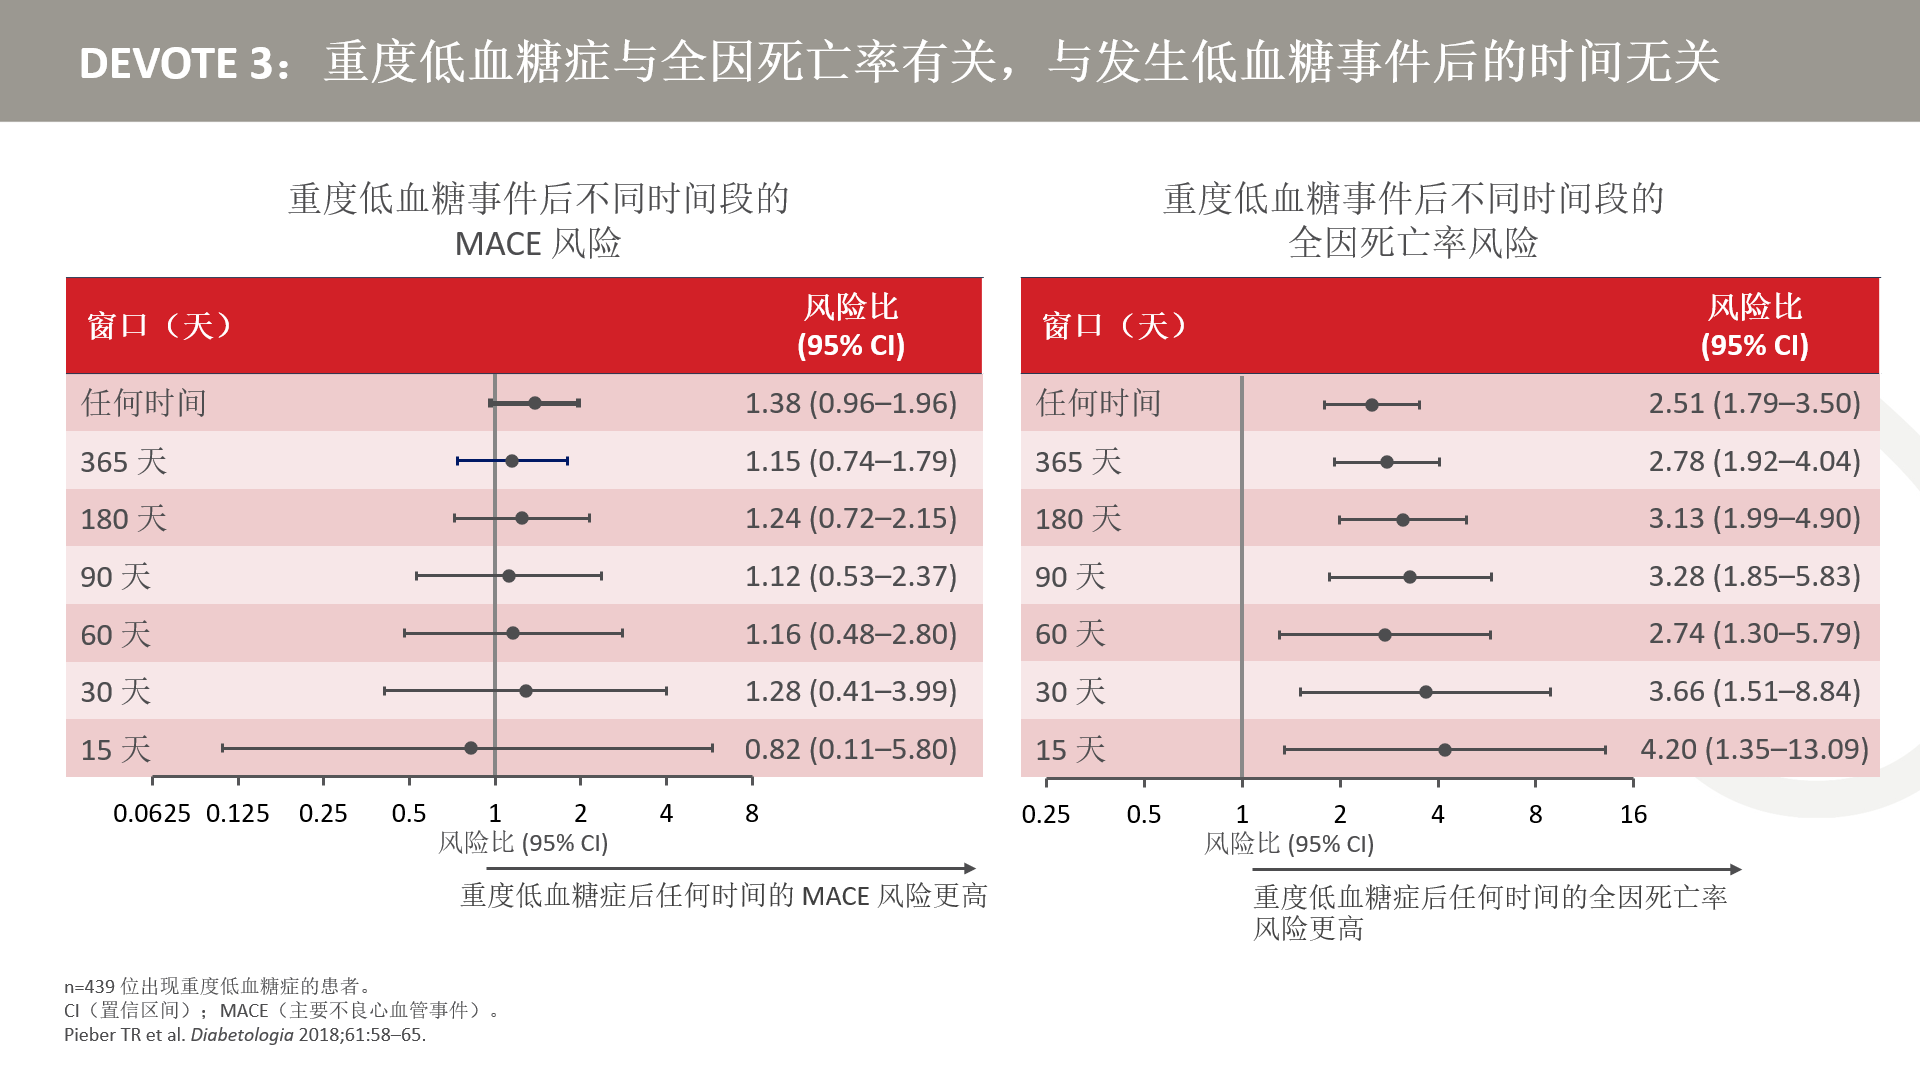 DEVOTE 3：重度低血糖症与全因死亡率有关，与发生低血糖事件后的时间无关
重度低血糖事件后不同时间段的
MACE 风险
窗口（天）
风险比
(95% CI)
任何时间 1.38 (0.96–1.96)
365 天 1.15 (0.74–1.79)
180 天 1.24 (0.72–2.15)
90 天 1.12 (0.53–2.37)
60 天 1.16 (0.48–2.80)
30 天 1.28 (0.41–3.99)
15 天 0.82 (0.11–5.80)
0.0625 0.125 0.25 0.5 1 2 4 8
风险比 (95% CI)
重度低血糖症后任何时间的 MACE 风险更高
重度低血糖事件后不同时间段的
全因死亡率风险
窗口（天）
风险比
(95% CI)
任何时间 2.51 (1.79–3.50)
365 天 2.78 (1.92–4.04)
180 天 3.13 (1.99–4.90)
90 天 3.28 (1.85–5.83)
60 天 2.74 (1.30–5.79)
30 天 3.66 (1.51–8.84)
15 天 4.20 (1.35–13.09)
0.25 0.5 1 2 4 8 16
风险比 (95% CI)
重度低血糖症后任何时间的全因死亡率
风险更高
n=439 位出现重度低血糖症的患者。
CI（置信区间）；MACE（主要不良心血管事件）。
Pieber TR et al. Diabetologia 2018;61:58–65.